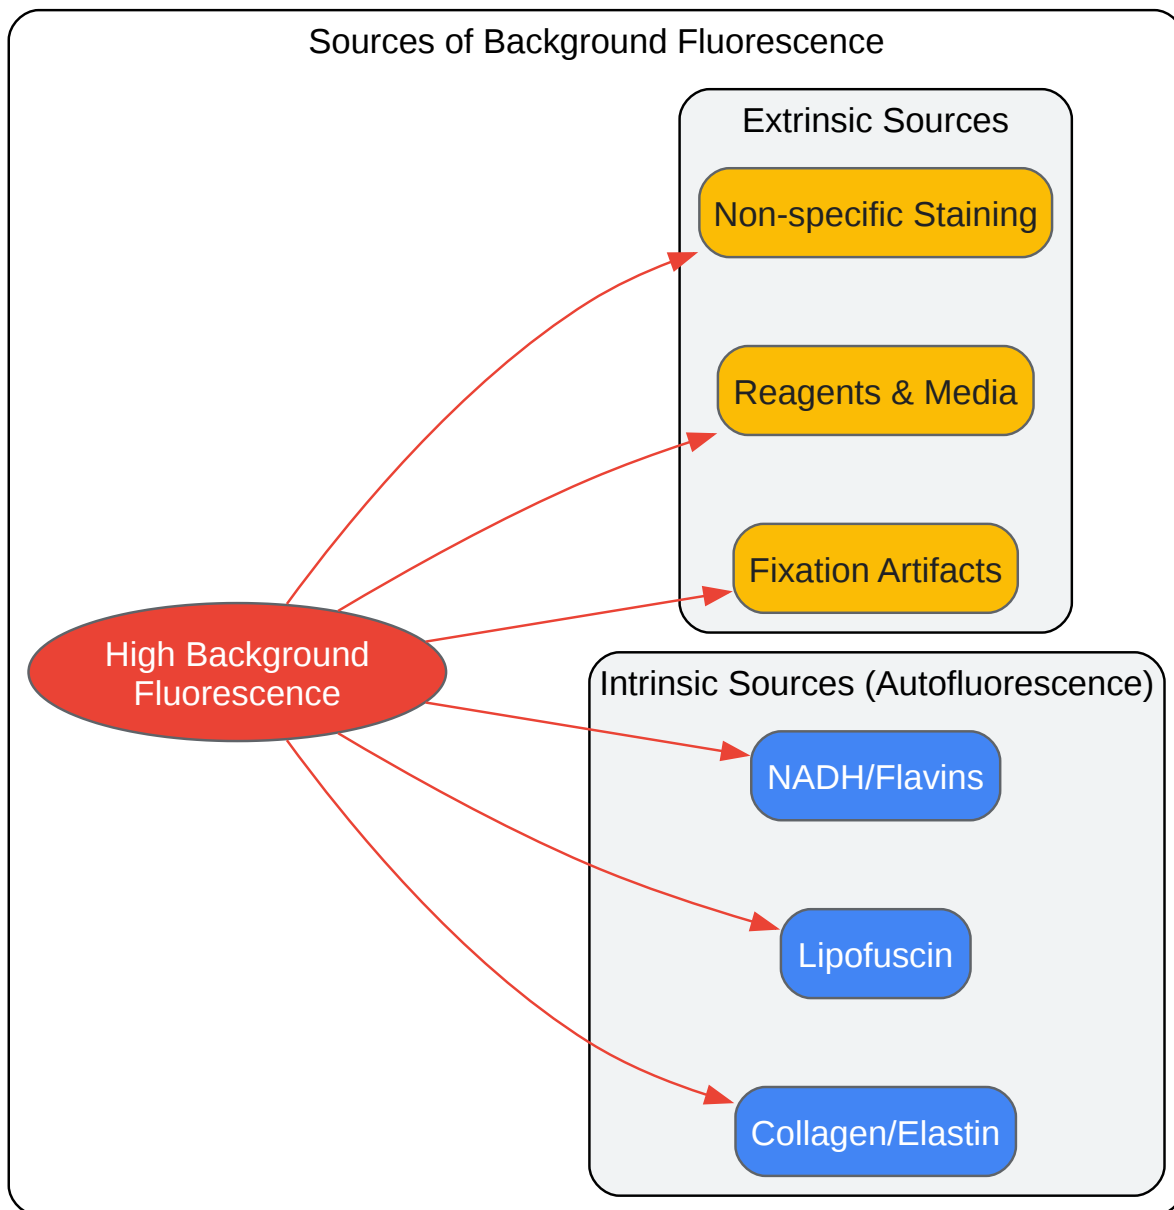 Sources of Background Fluorescence
Extrinsic Sources
Non-specific Staining
Reagents & Media
Fixation Artifacts
High Background
Fluorescence
Intrinsic Sources (Autofluorescence)
NADH/Flavins
Lipofuscin
Collagen/Elastin